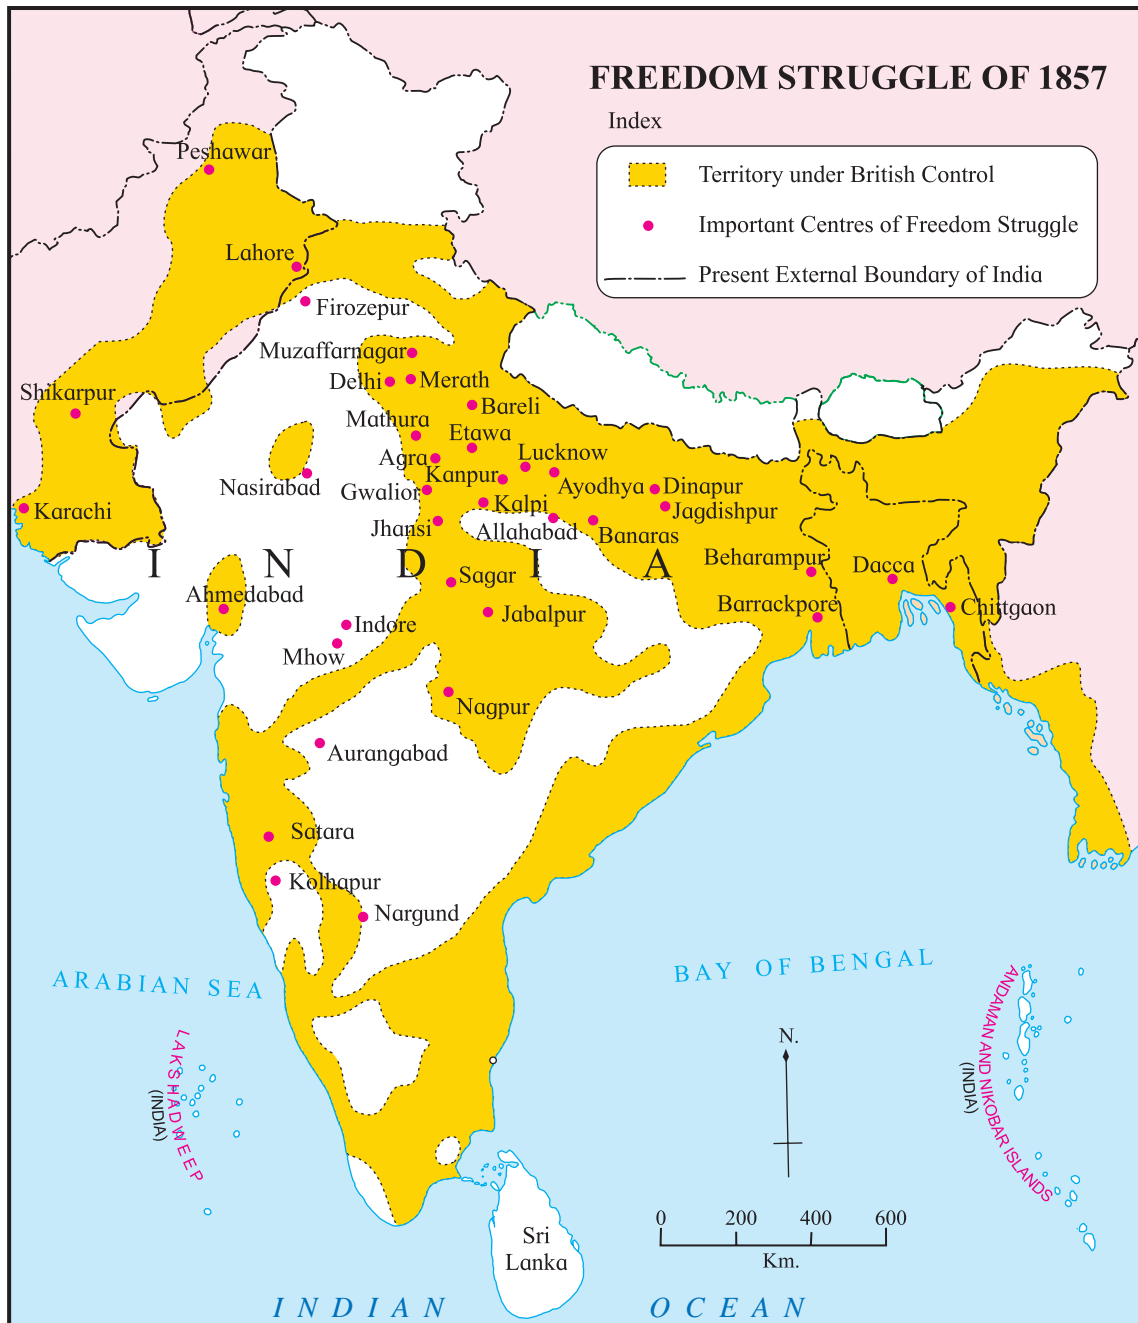 FREEDOM STRUGGLE OF 1857
Index
Territory under British Control
Important Centres of Freedom Struggle
Present External Boundary of India
Peshawar
Lahore
Firozepur
Muzaffarnagar
Delhi
Merath
Shikarpur
Bareli
Mathura
Etawa
Lucknow
Agra
Kanpur
Ayodhya
Dinapur
Nasirabad
Gwalior
Kalpi
Jagdishpur
Karachi
Jhansi
Allahabad
Banaras
I N D I A
Beharampur
Dacca
Sagar
Ahmedabad
Jabalpur
Barrackpore
Chittgaon
Indore
Mhow
Nagpur
Aurangabad
Satara
Kolhapur
Nargund
ARABIAN SEA
BAY OF BENGAL
LAKSHADWEEP
(INDIA)
ANDAMAN AND NIKOBAR ISLANDS
(INDIA)
N.
0 200 400 600
Km.
Sri
Lanka
INDIAN OCEAN